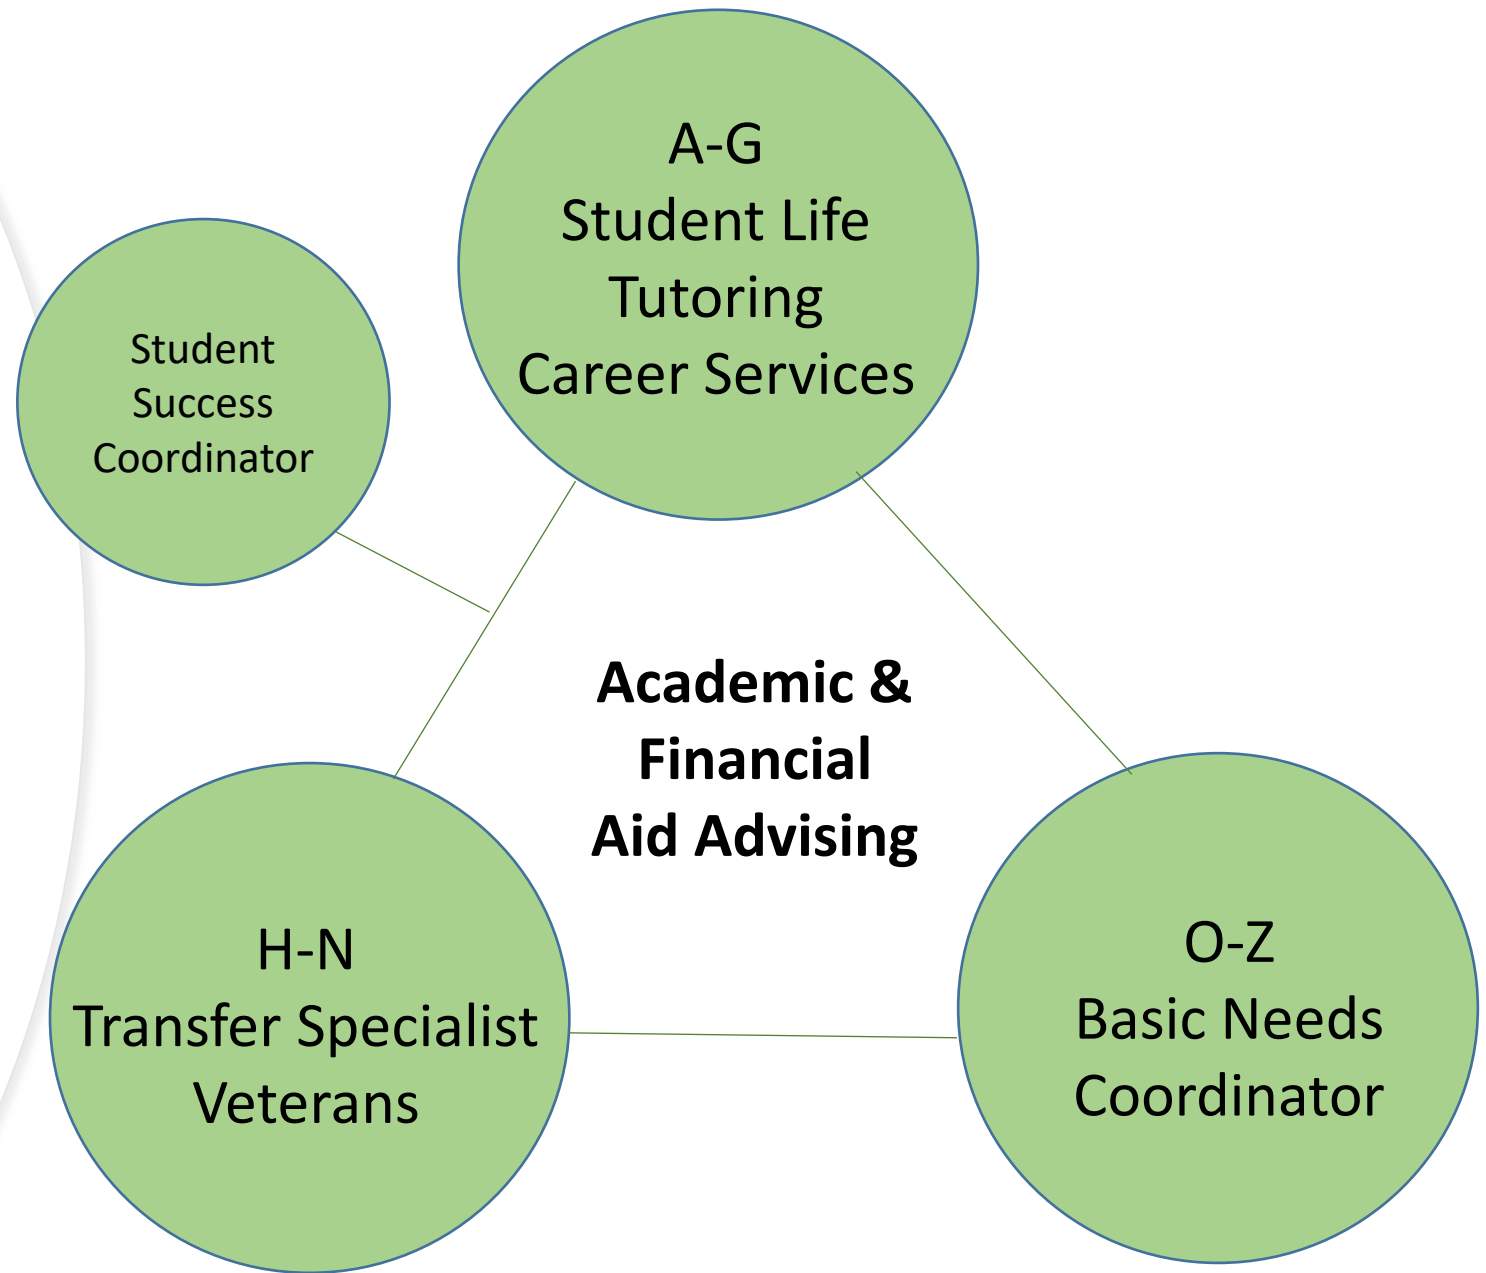 A-G
Student Life
Tutoring
Career Services
Student
Success
Coordinator
Academic &
Financial
Aid Advising
H-N
Transfer Specialist
Veterans
O-Z
Basic Needs
Coordinator